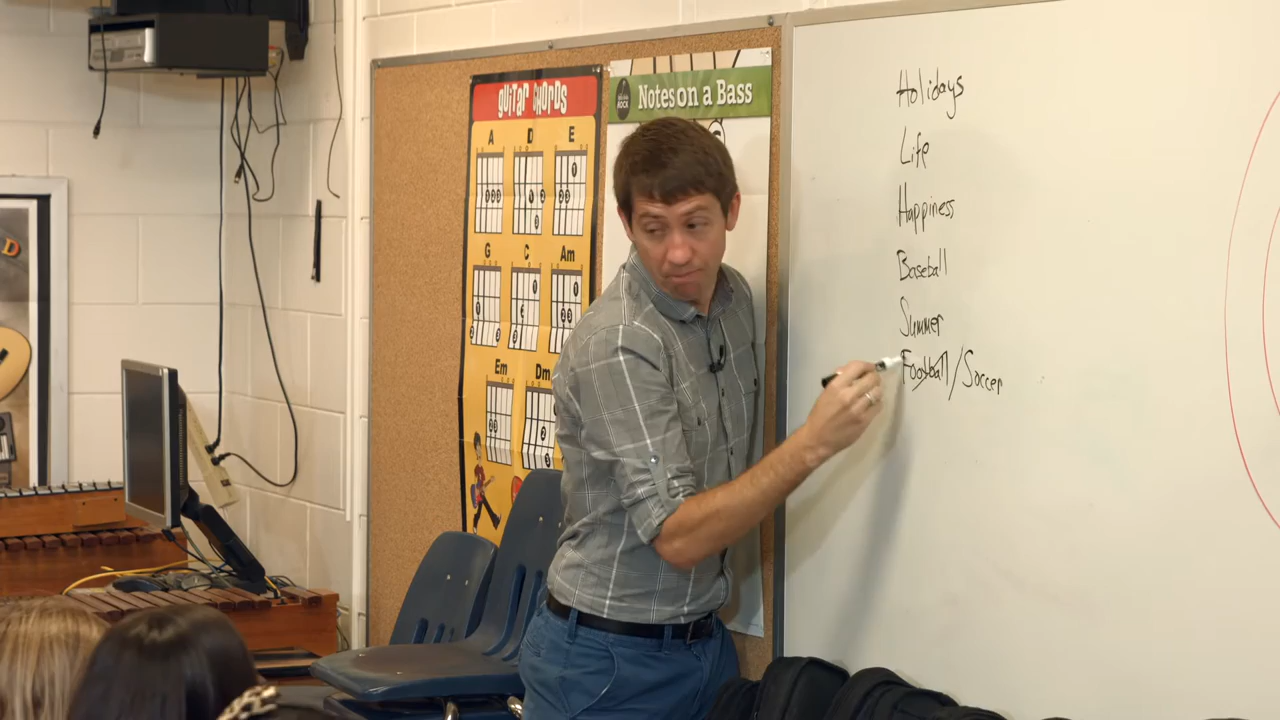 GUITAR CHORDS
A D E
G C Am
Em Dm
Notes on a Bass
Holidays
Life
Happiness
Baseball
Summer
Football/Soccer
D